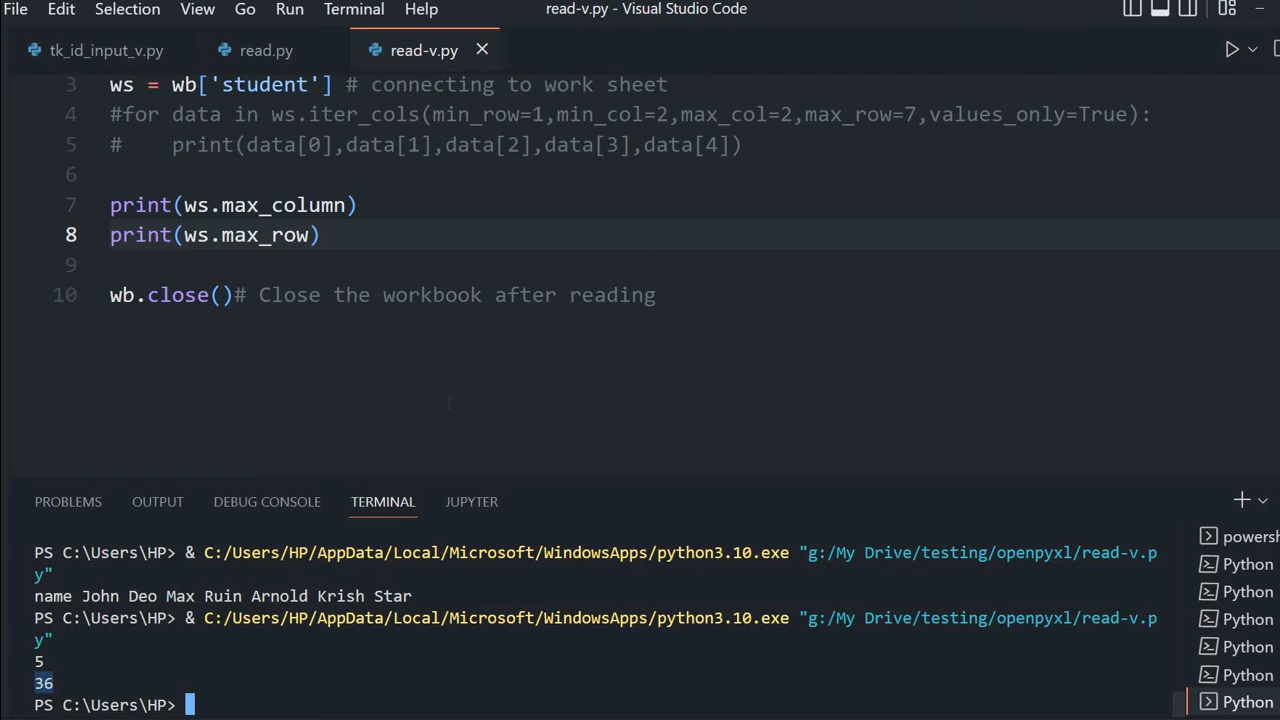 File Edit Selection View Go Run Terminal Help read-v.py - Visual Studio Code
tk_id_input_v.py read.py read-v.py
3 ws = wb['student'] # connecting to work sheet
4 #for data in ws.iter_cols(min_row=1,min_col=2,max_col=2,max_row=7,values_only=True):
5 #    print(data[0],data[1],data[2],data[3],data[4])
6
7 print(ws.max_column)
8 print(ws.max_row)
9
10 wb.close()# Close the workbook after reading
PROBLEMS OUTPUT DEBUG CONSOLE TERMINAL JUPYTER
PS C:\Users\HP> & C:/Users/HP/AppData/Local/Microsoft/WindowsApps/python3.10.exe "g:/My Drive/testing/openpyxl/read-v.p
y"
name John Deo Max Ruin Arnold Krish Star
PS C:\Users\HP> & C:/Users/HP/AppData/Local/Microsoft/WindowsApps/python3.10.exe "g:/My Drive/testing/openpyxl/read-v.p
y"
5
36
PS C:\Users\HP>
powersh
Python
Python
Python
Python
Python
Python